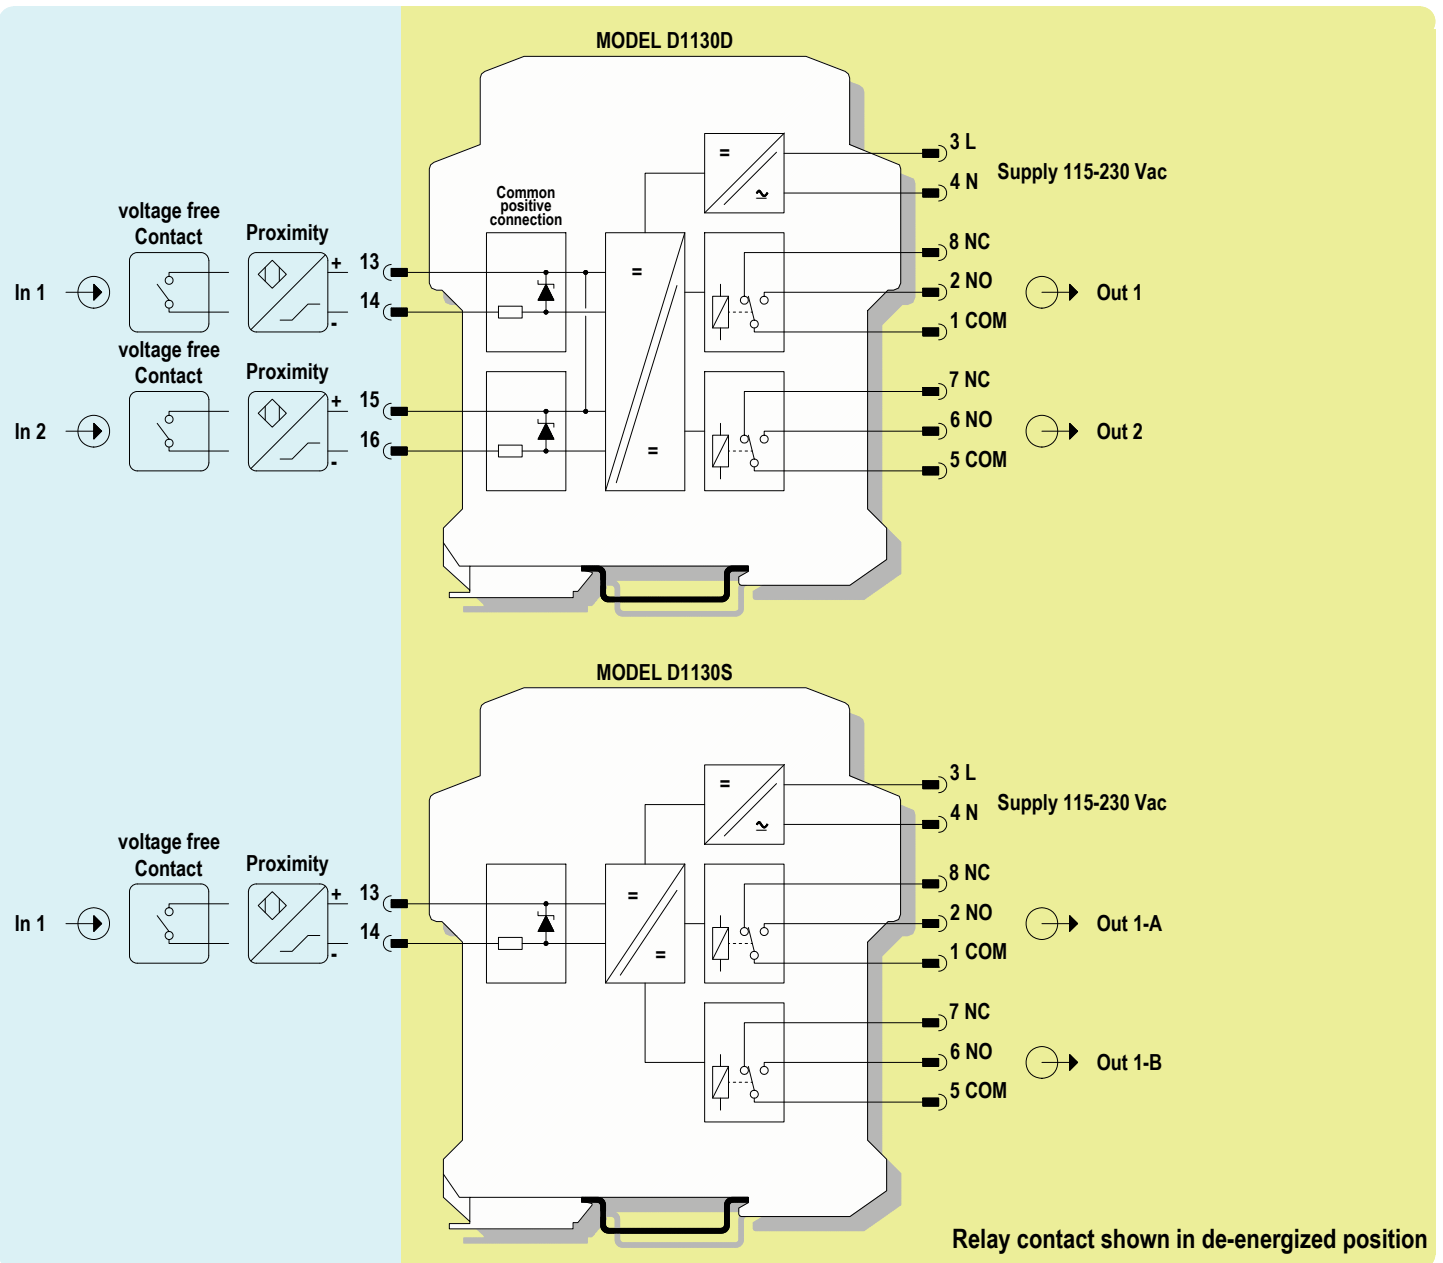 MODEL D1130D
3 L
4 N
Supply 115-230 Vac
Common
positive
connection
voltage free
Contact
Proximity
8 NC
+
13
2 NO
In 1
Out 1
14
-
1 COM
voltage free
Contact
Proximity
7 NC
+
15
6 NO
In 2
Out 2
16
-
5 COM
MODEL D1130S
3 L
4 N
Supply 115-230 Vac
voltage free
Contact
Proximity
8 NC
+
13
2 NO
In 1
Out 1-A
14
-
1 COM
7 NC
6 NO
Out 1-B
5 COM
Relay contact shown in de-energized position